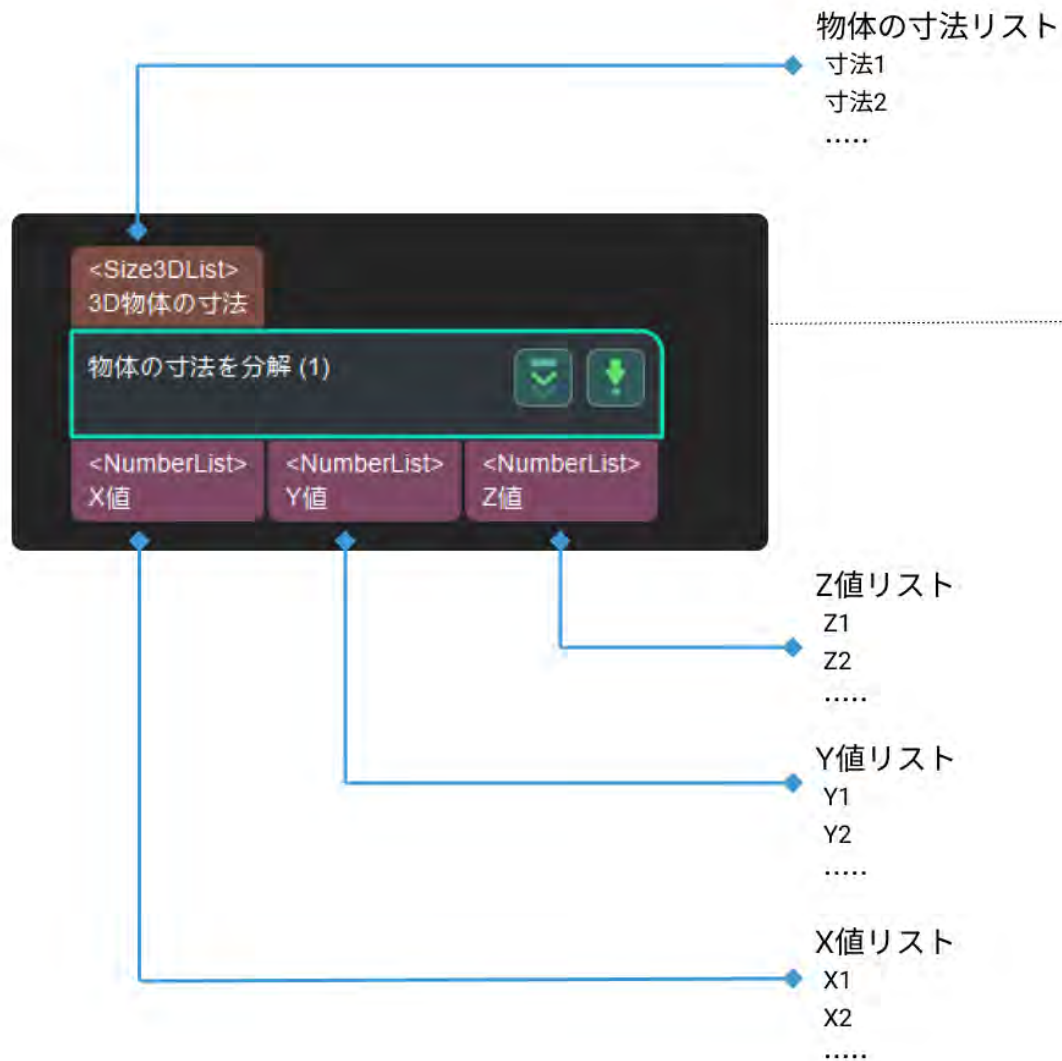 物体の寸法リスト
寸法1
寸法2
.....
<Size3DList>
3D物体の寸法
物体の寸法を分解 (1)
<NumberList>
X値
<NumberList>
Y値
<NumberList>
Z値
Z値リスト
Z1
Z2
.....
Y値リスト
Y1
Y2
.....
X値リスト
X1
X2
.....